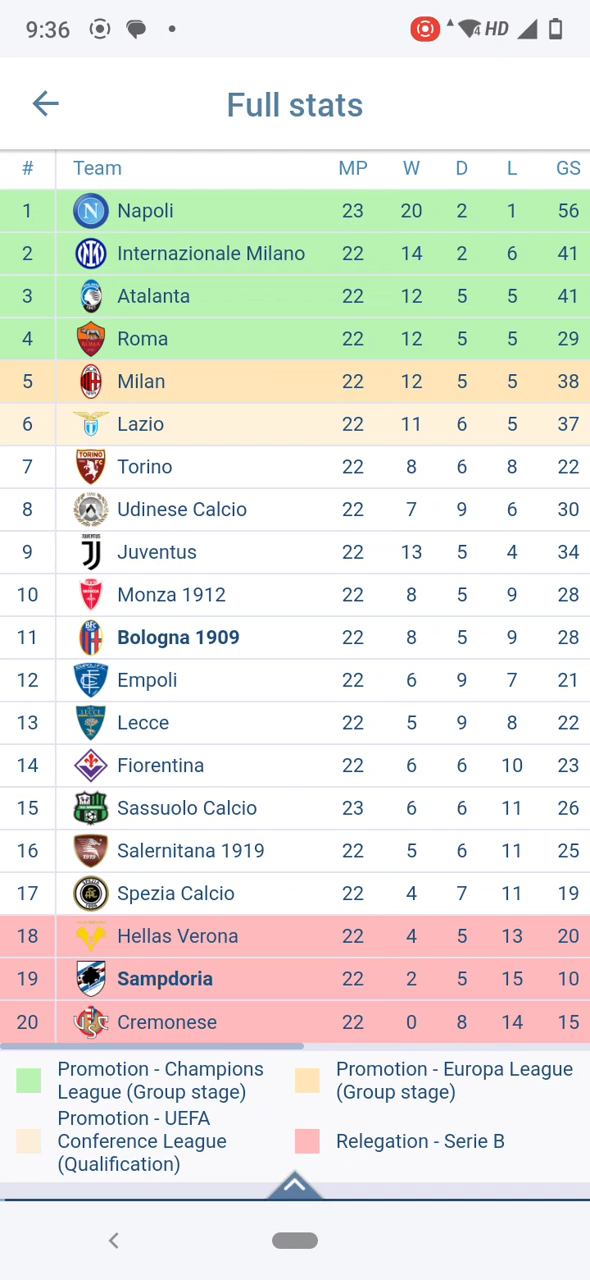 9:36 4 HD
Full stats
# Team MP W D L GS
1 Napoli 23 20 2 1 56
2 Internazionale Milano 22 14 2 6 41
3 Atalanta 22 12 5 5 41
4 Roma 22 12 5 5 29
5 Milan 22 12 5 5 38
6 Lazio 22 11 6 5 37
7 Torino 22 8 6 8 22
8 Udinese Calcio 22 7 9 6 30
9 Juventus 22 13 5 4 34
10 Monza 1912 22 8 5 9 28
11 Bologna 1909 22 8 5 9 28
12 Empoli 22 6 9 7 21
13 Lecce 22 5 9 8 22
14 Fiorentina 22 6 6 10 23
15 Sassuolo Calcio 23 6 6 11 26
16 Salernitana 1919 22 5 6 11 25
17 Spezia Calcio 22 4 7 11 19
18 Hellas Verona 22 4 5 13 20
19 Sampdoria 22 2 5 15 10
20 Cremonese 22 0 8 14 15
Promotion - Champions
League (Group stage)
Promotion - Europa League
(Group stage)
Promotion - UEFA
Conference League
(Qualification)
Relegation - Serie B